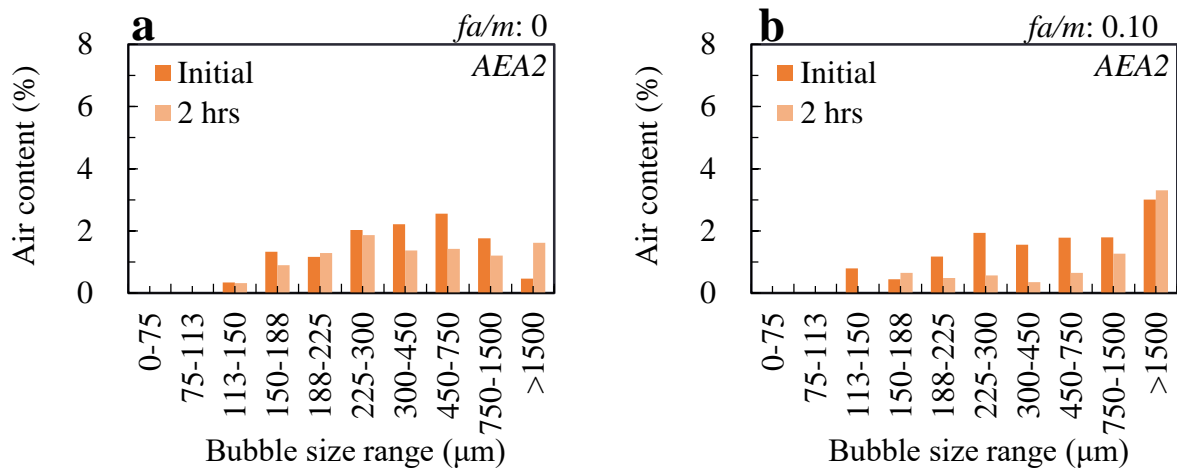 a
fa/m: 0
AEA2
Initial
2 hrs
Air content (%)
8
6
4
2
0
0-75
75-113
113-150
150-188
188-225
225-300
300-450
450-750
750-1500
>1500
Bubble size range (μm)
b
fa/m: 0.10
AEA2
Initial
2 hrs
Air content (%)
8
6
4
2
0
0-75
75-113
113-150
150-188
188-225
225-300
300-450
450-750
750-1500
>1500
Bubble size range (μm)